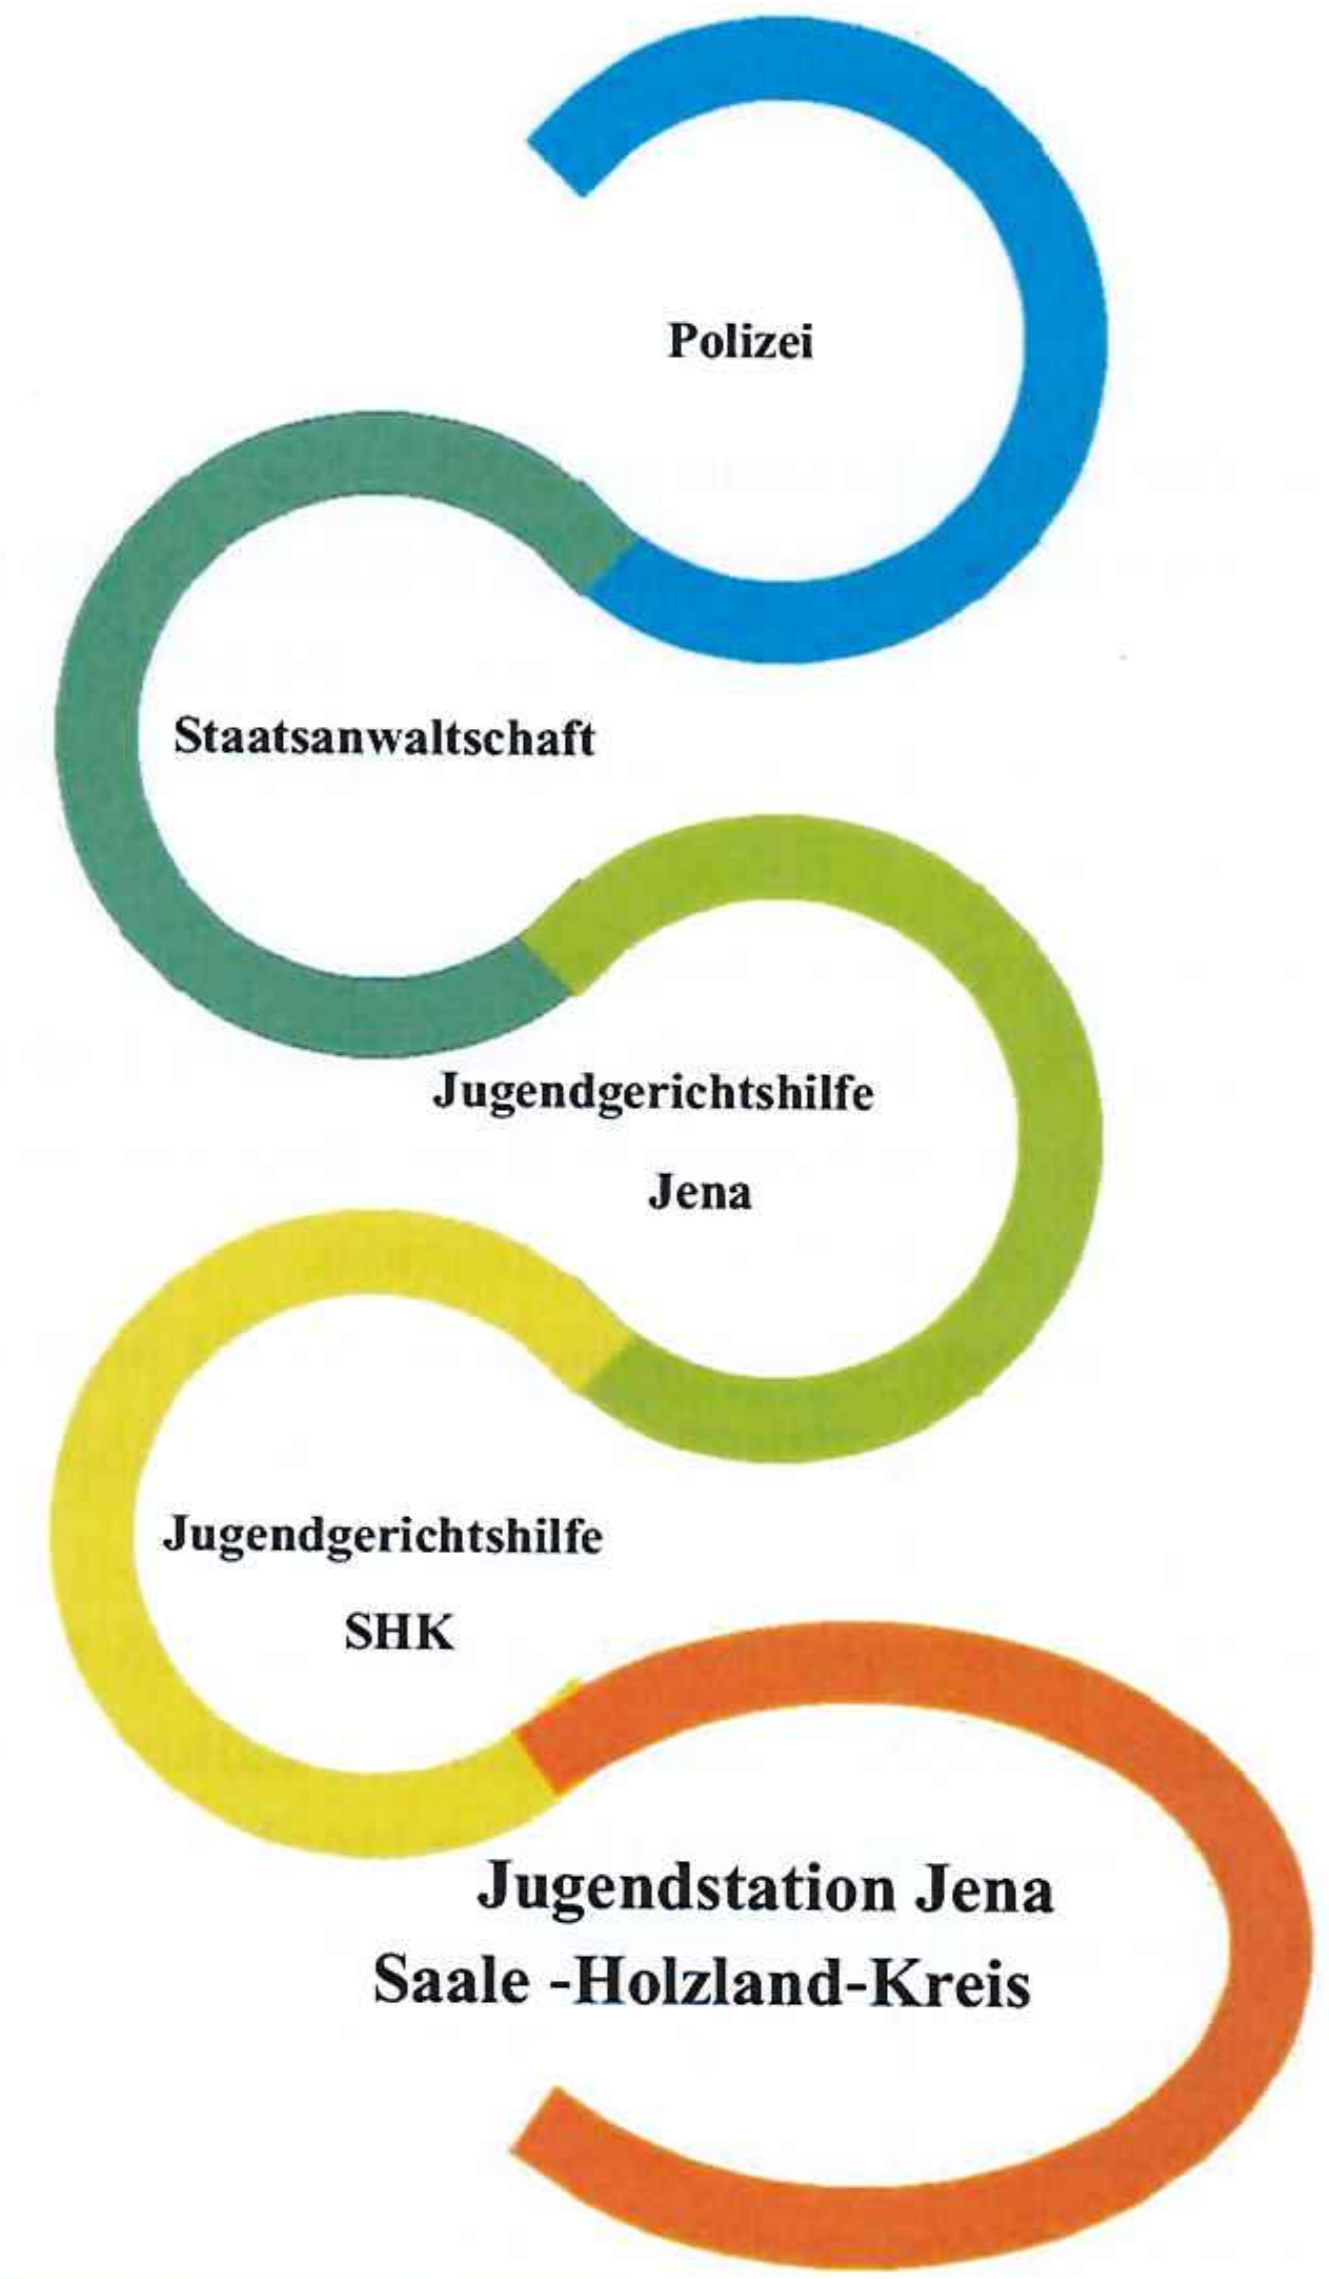 Polizei
Staatsanwaltschaft
Jugendgerichtshilfe
Jena
Jugendgerichtshilfe
SHK
Jugendstation Jena
Saale -Holzland-Kreis